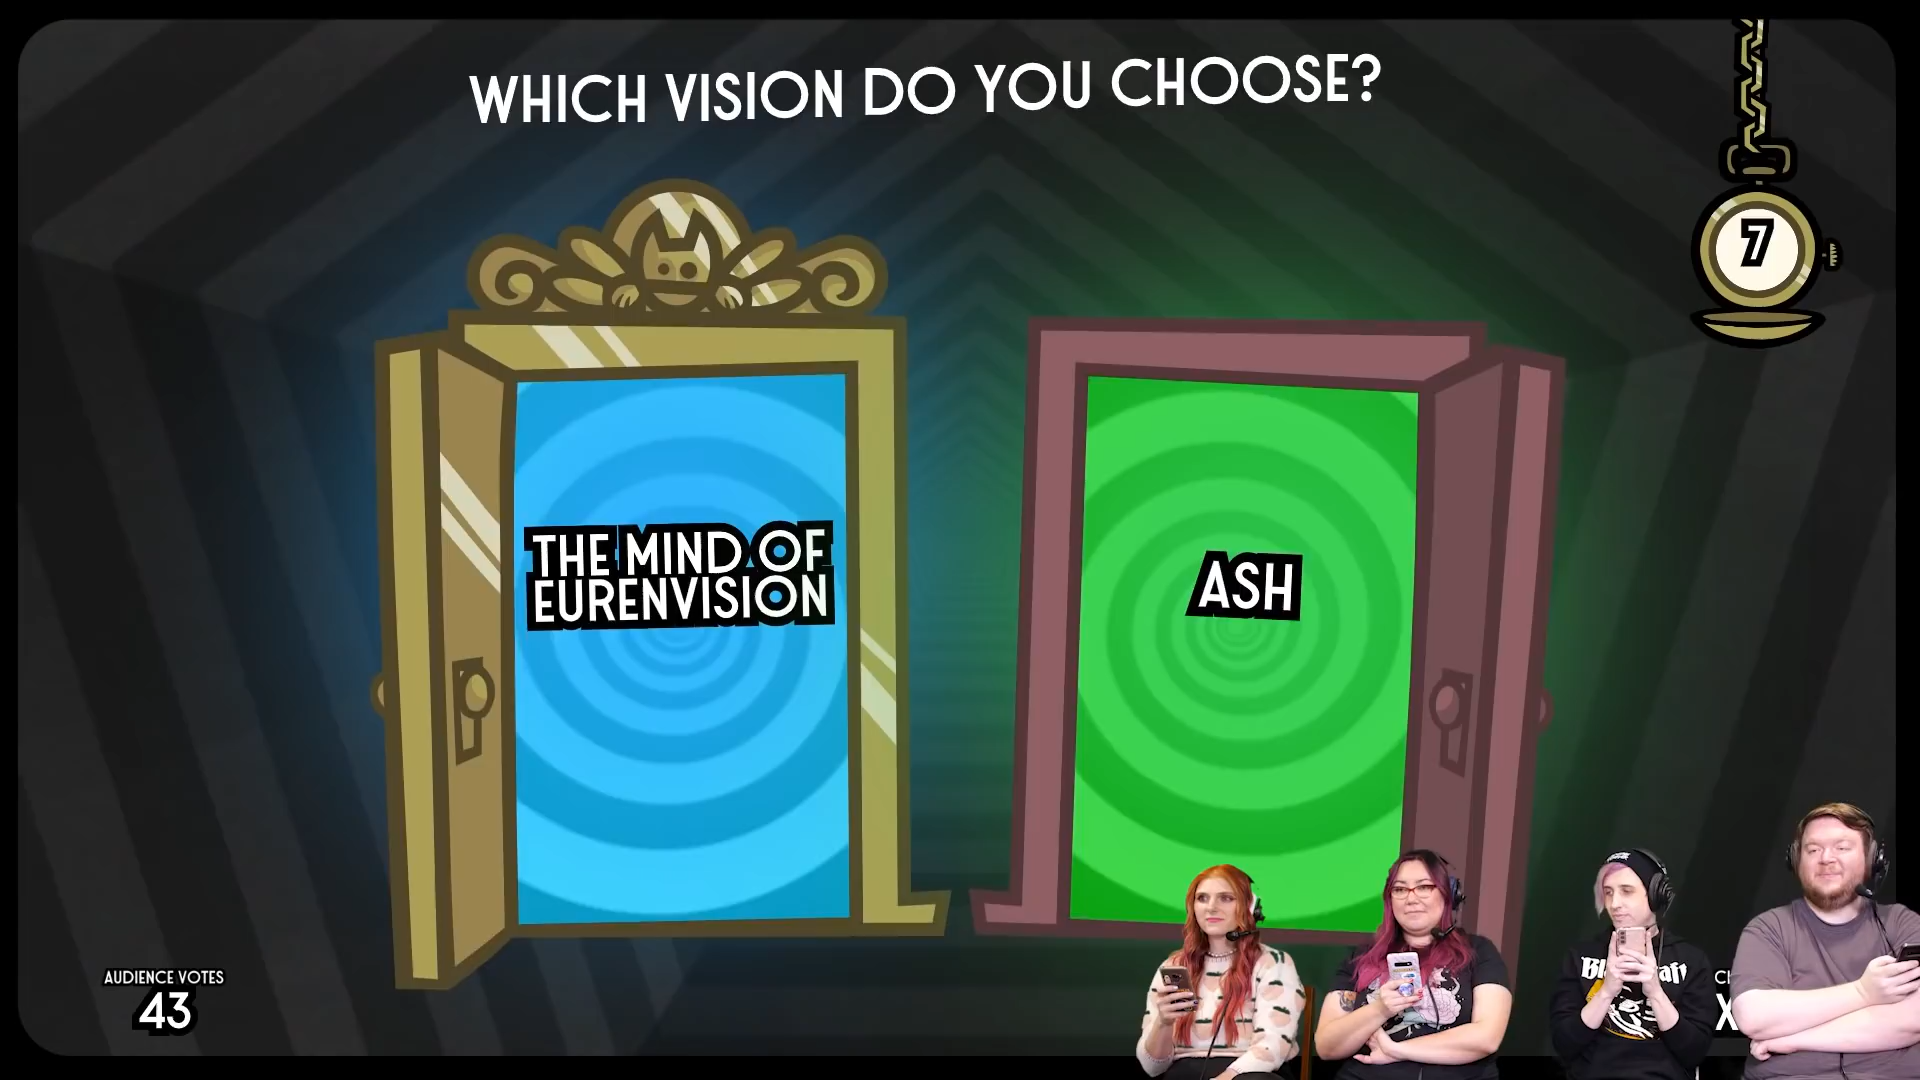 WHICH VISION DO YOU CHOOSE?
7
THE MIND OF
EURENVISION
ASH
AUDIENCE VOTES
43